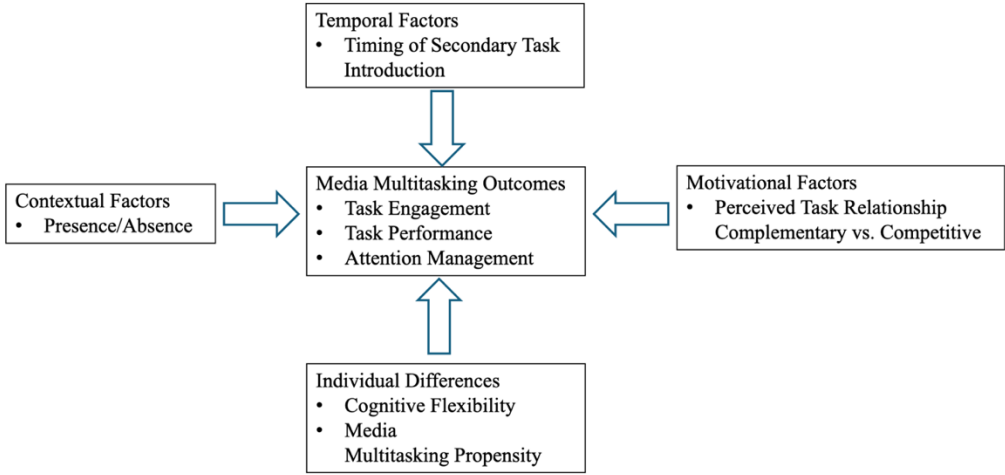 Temporal Factors
• Timing of Secondary Task
Introduction
Contextual Factors
• Presence/Absence
Media Multitasking Outcomes
• Task Engagement
• Task Performance
• Attention Management
Motivational Factors
• Perceived Task Relationship
Complementary vs. Competitive
Individual Differences
• Cognitive Flexibility
• Media
Multitasking Propensity